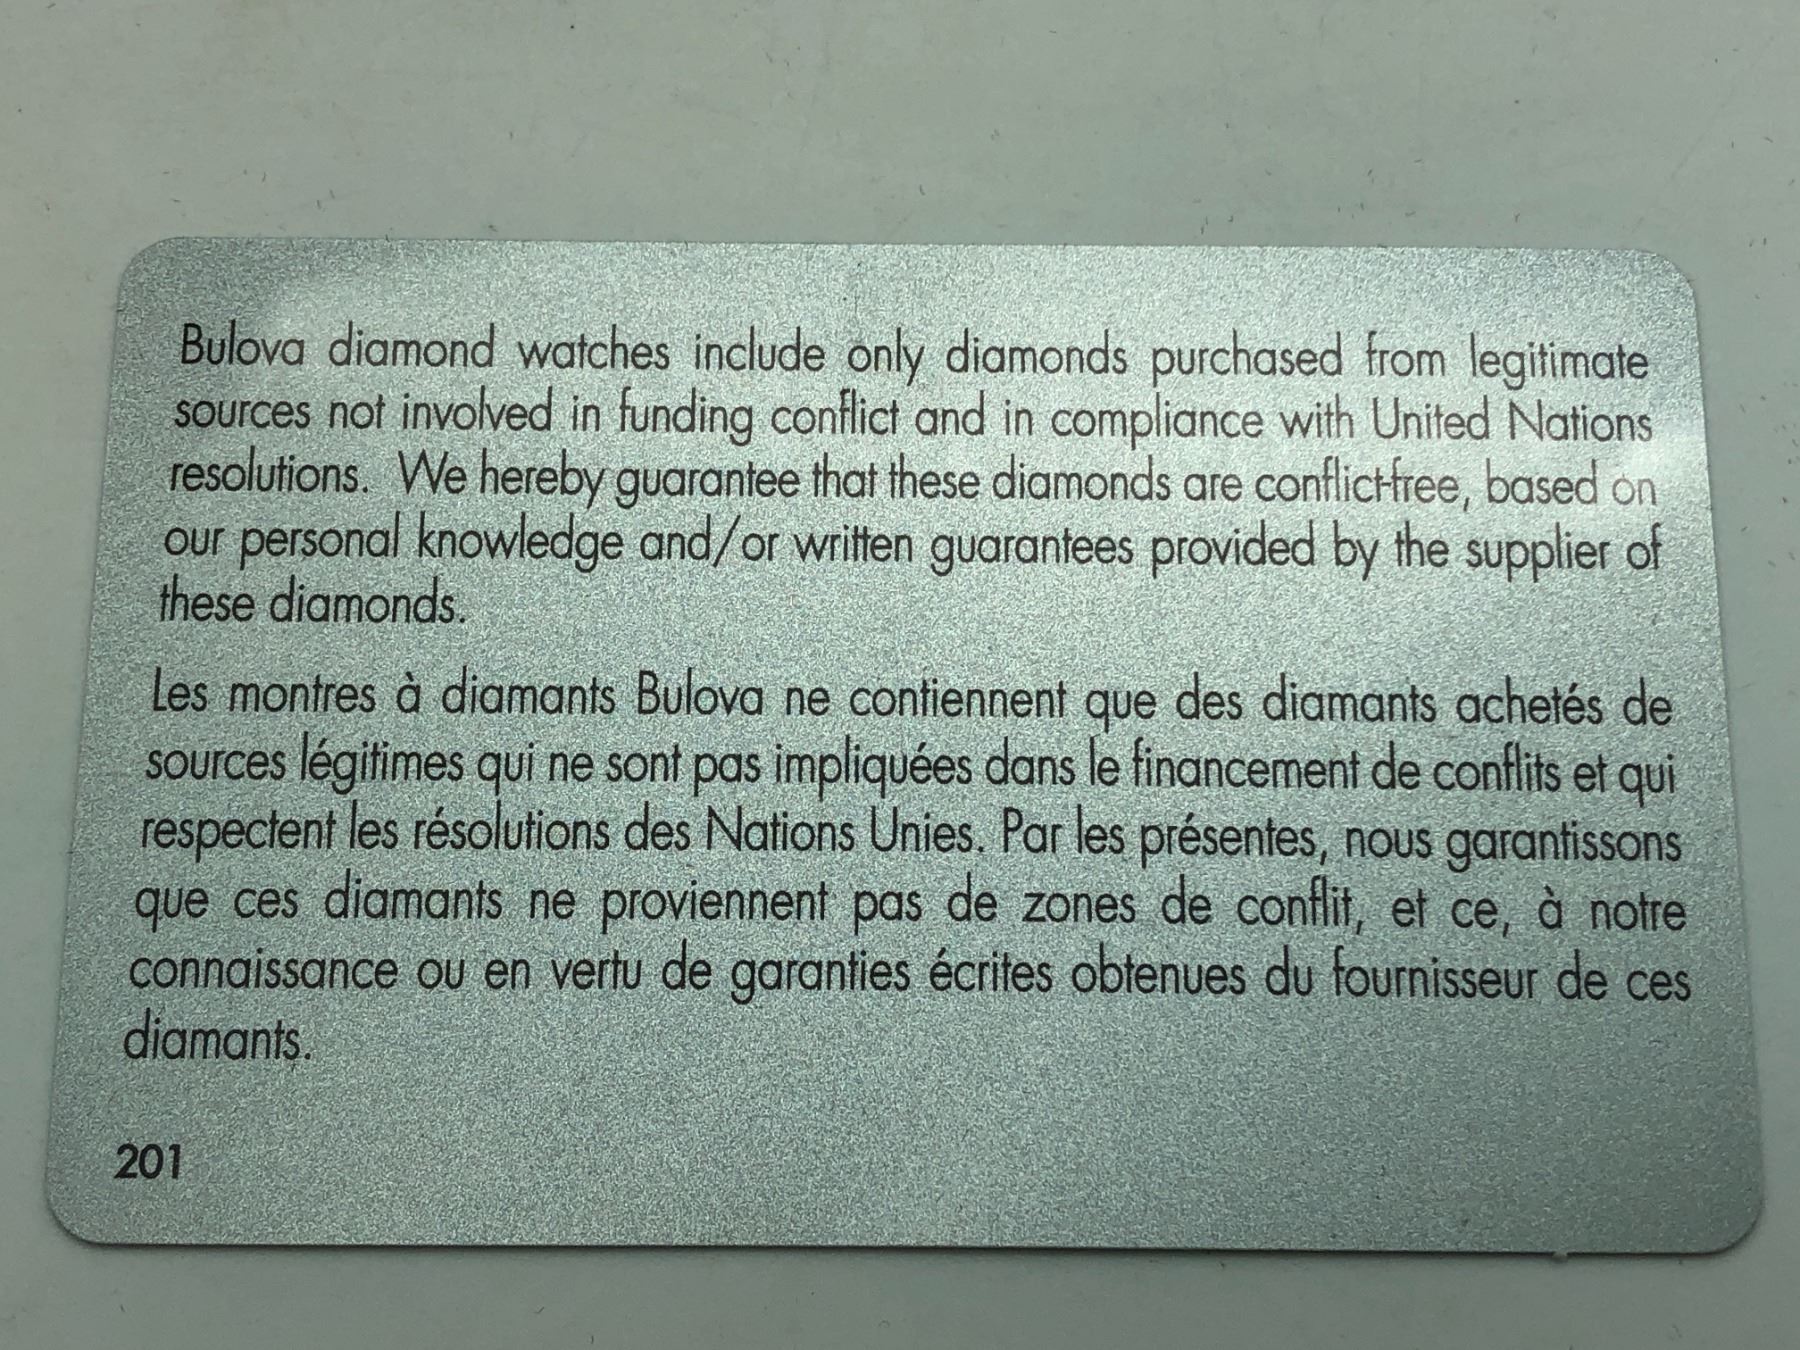 Bulova diamond watches include only diamonds purchased from legitimate
sources not involved in funding conflict and in compliance with United Nations
resolutions. We hereby guarantee that these diamonds are conflict-free, based on
our personal knowledge and/or written guarantees provided by the supplier of
these diamonds.
Les montres à diamants Bulova ne contiennent que des diamants achetés de
sources légitimes qui ne sont pas impliquées dans le financement de conflits et qui
respectent les résolutions des Nations Unies. Par les présentes, nous garantissons
que ces diamants ne proviennent pas de zones de conflit, et ce, à notre
connaissance ou en vertu de garanties écrites obtenues du fournisseur de ces
diamants.
201